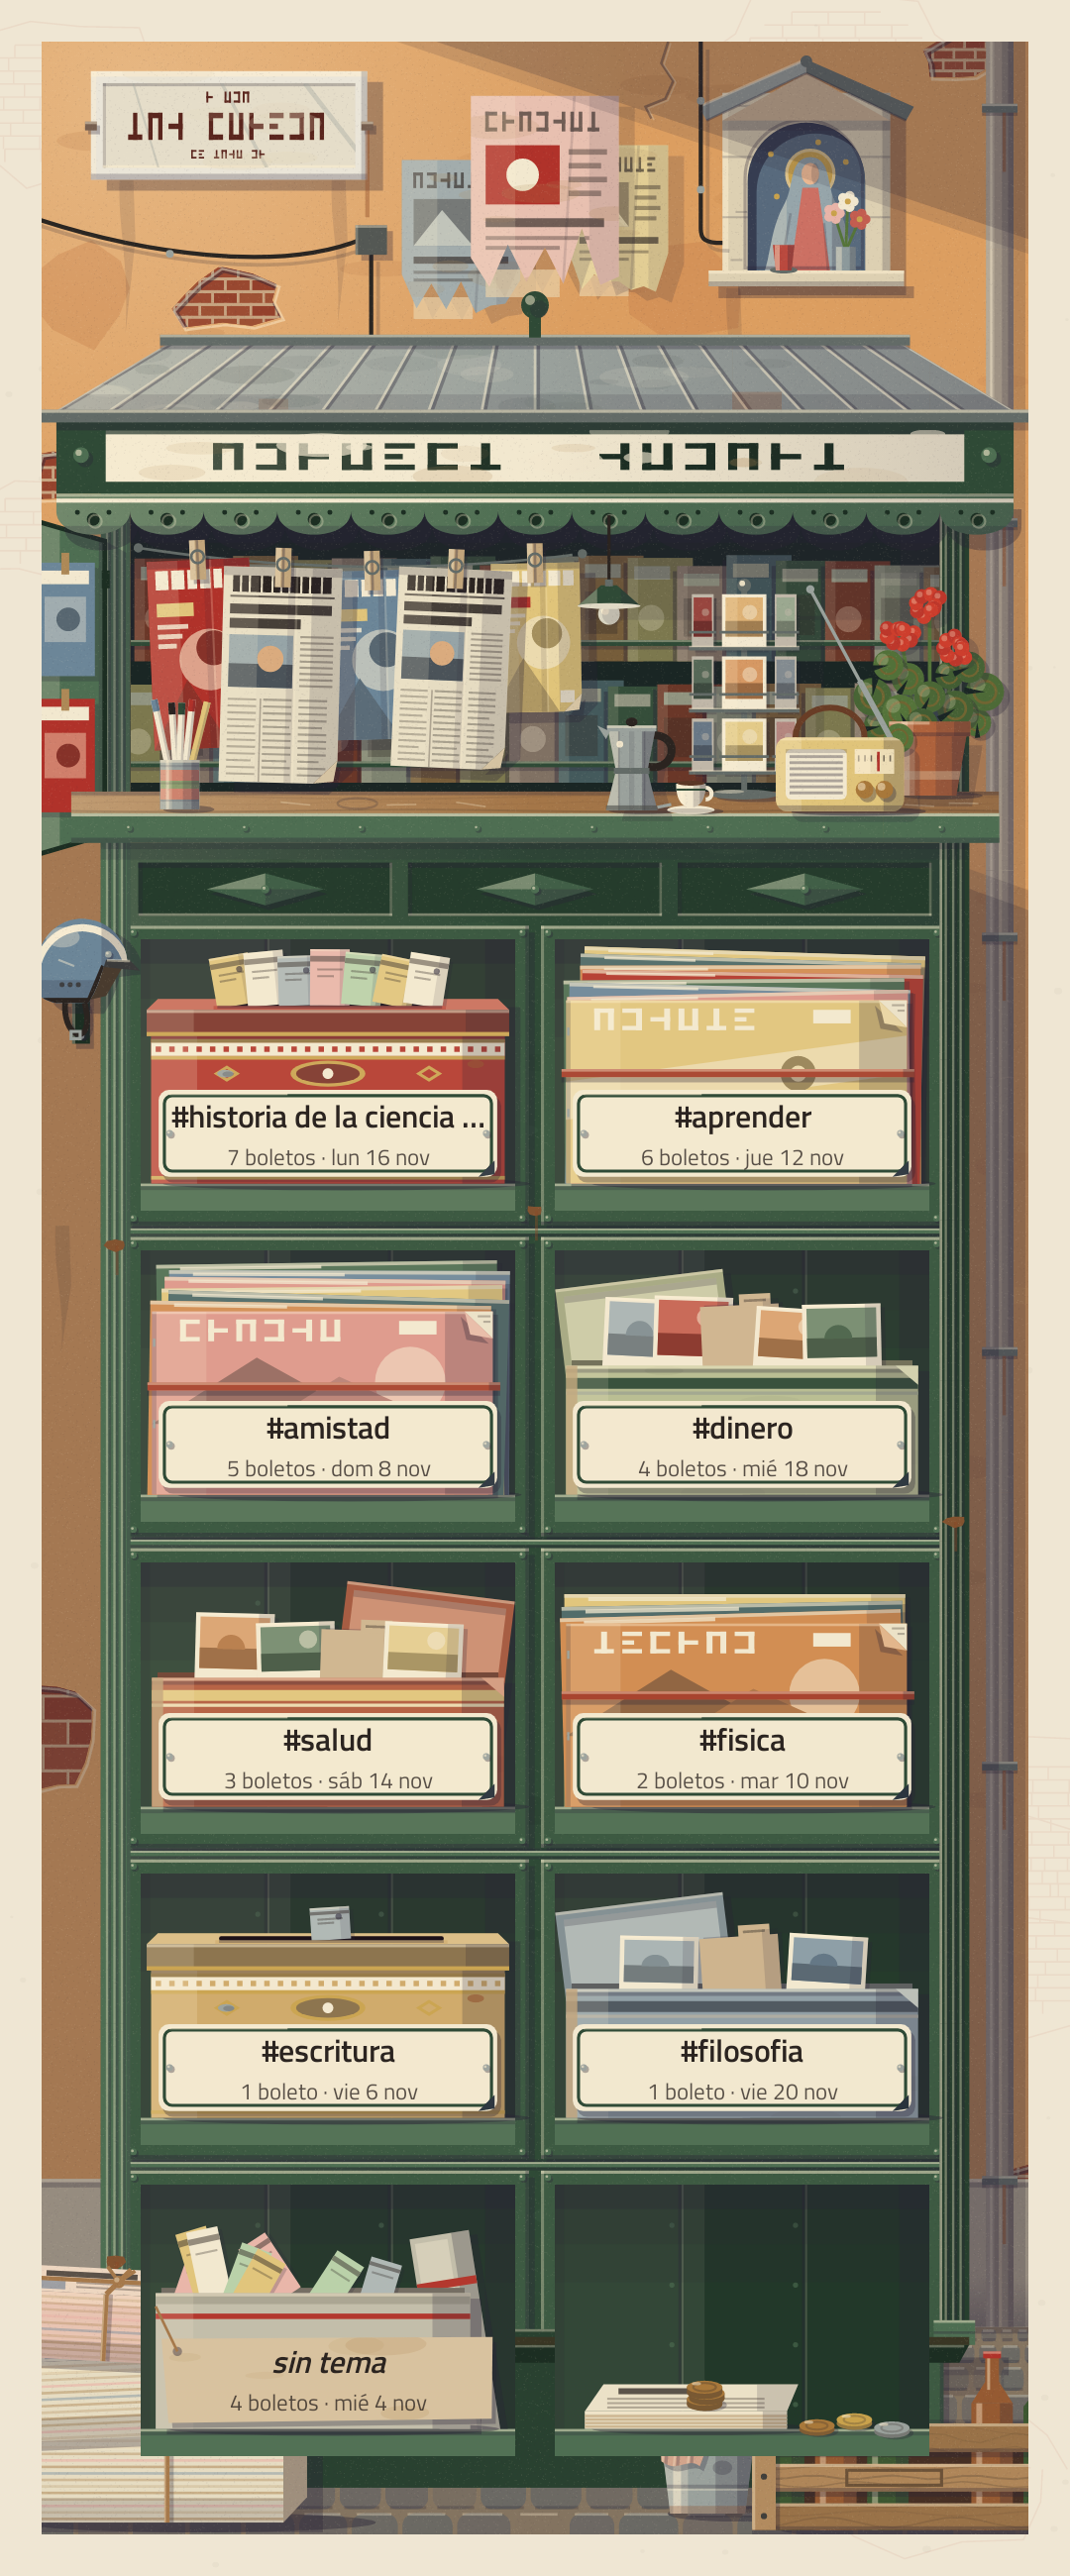 #historia de la ciencia ...
7 boletos · lun 16 nov
#aprender
6 boletos · jue 12 nov
#amistad
5 boletos · dom 8 nov
#dinero
4 boletos · mié 18 nov
#salud
3 boletos · sáb 14 nov
#fisica
2 boletos · mar 10 nov
#escritura
1 boleto · vie 6 nov
#filosofia
1 boleto · vie 20 nov
sin tema
4 boletos · mié 4 nov